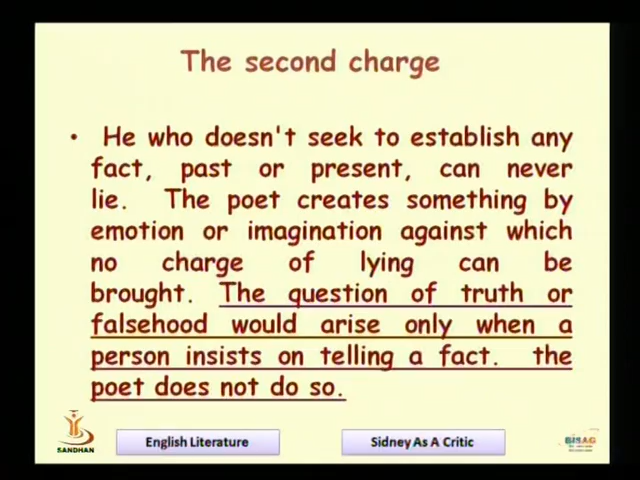 The second charge
• He who doesn't seek to establish any
fact, past or present, can never
lie. The poet creates something by
emotion or imagination against which
no charge of lying can be
brought. The question of truth or
falsehood would arise only when a
person insists on telling a fact. the
poet does not do so.
SANDHAN
English Literature
Sidney As A Critic
BISAG